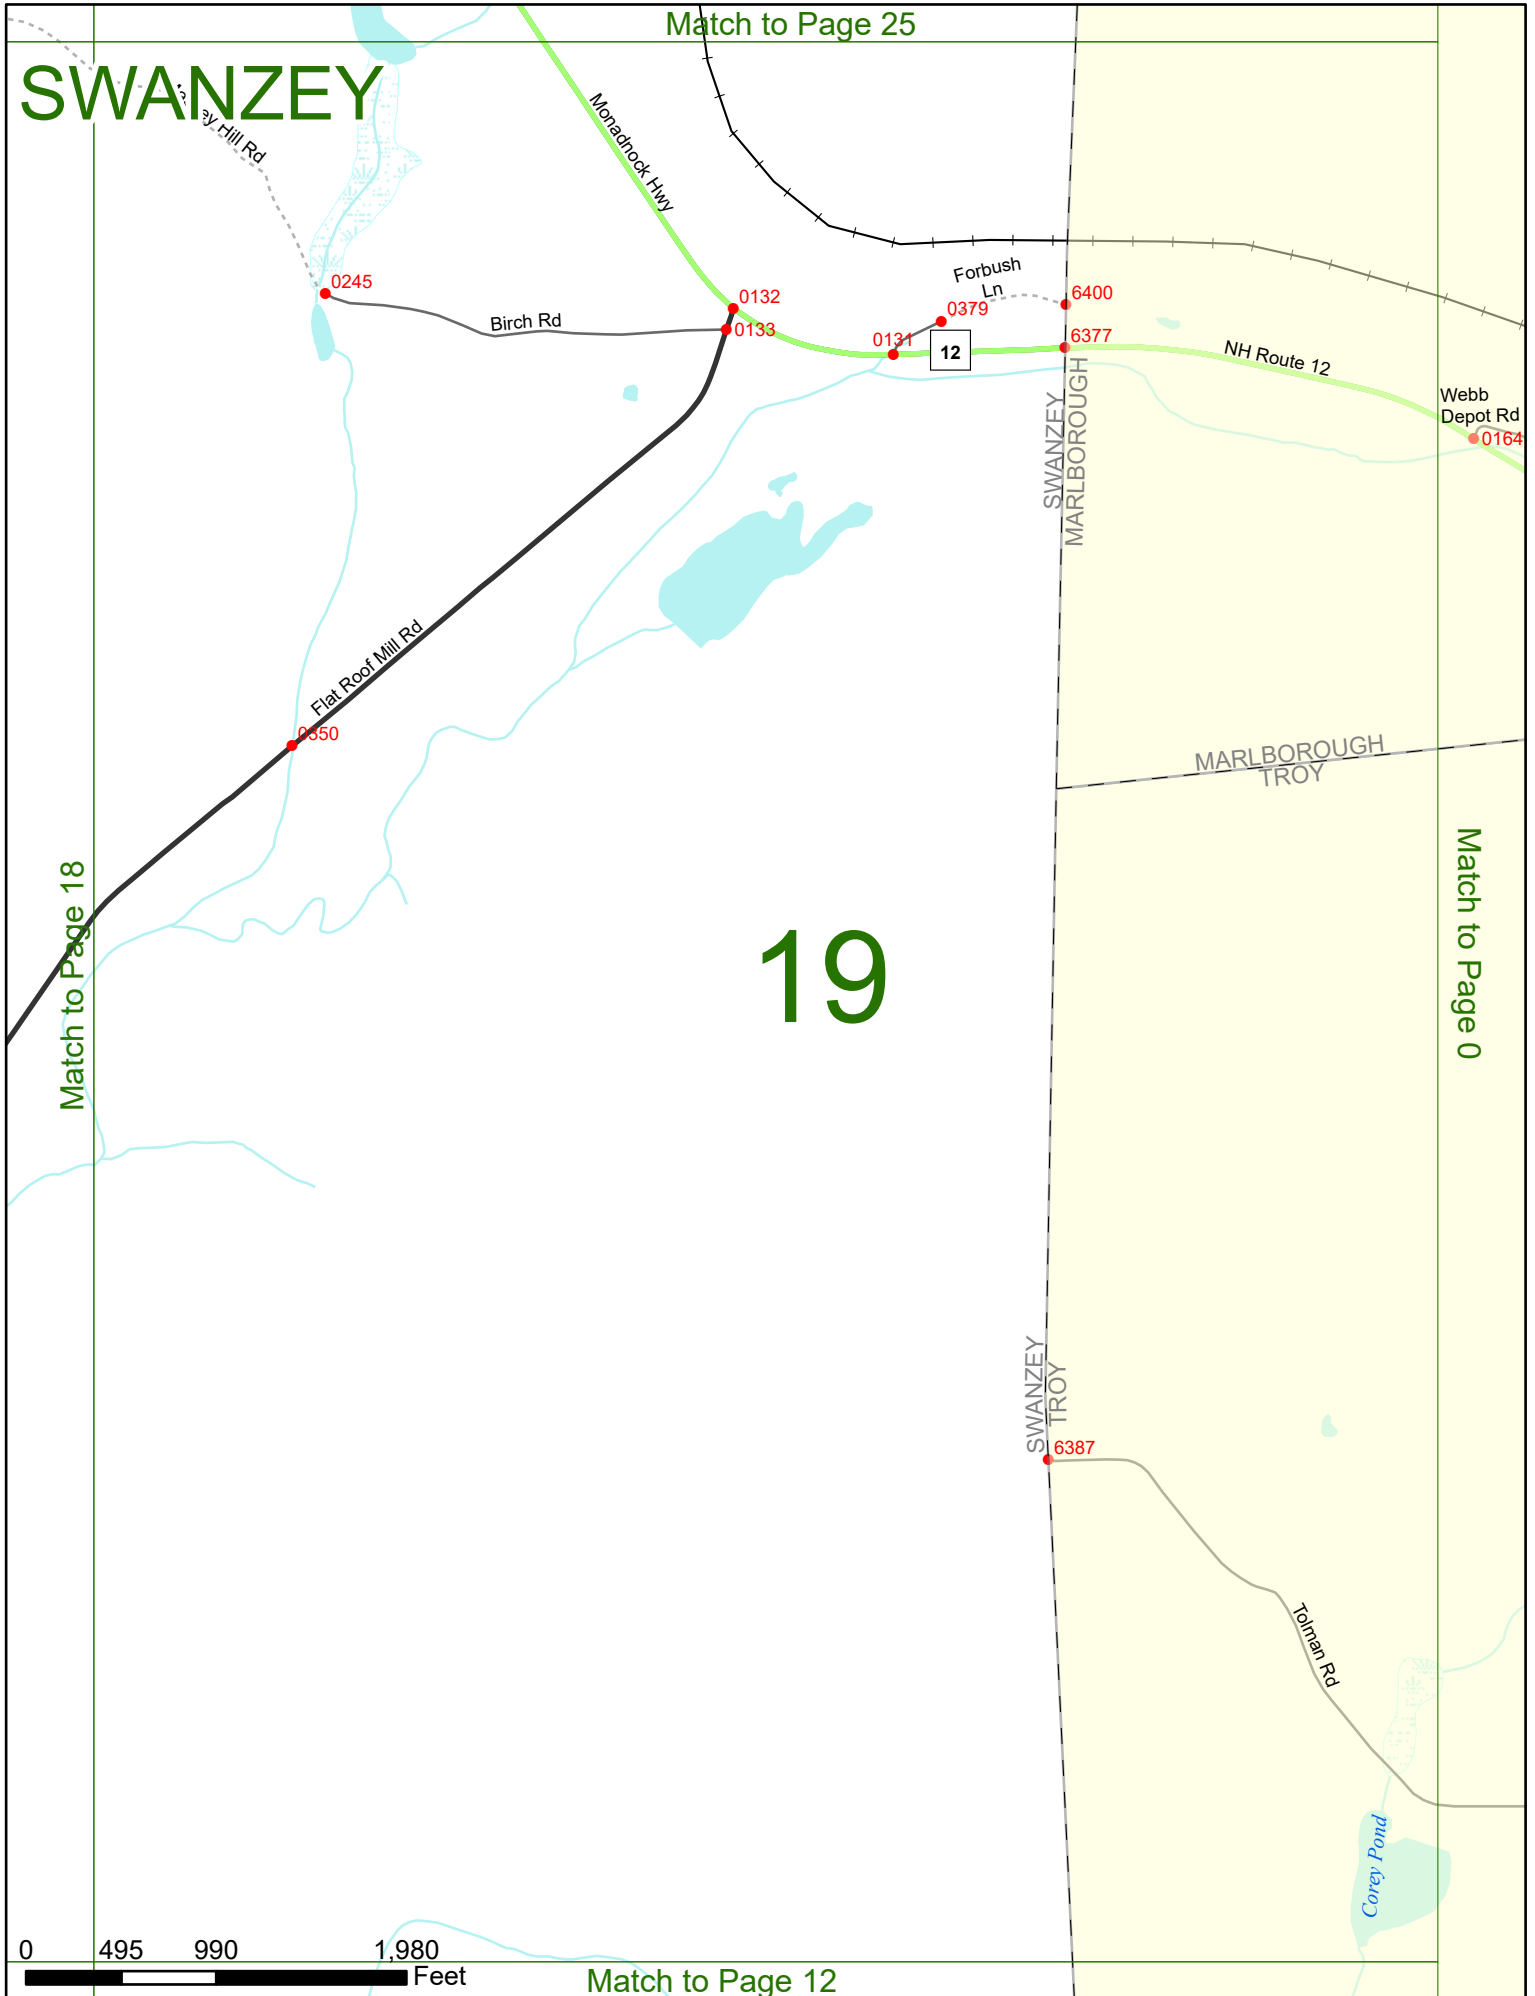 Match to Page 25
SWANZEY
Hill Rd
Monadnock Hwy
0245
Birch Rd
0132
0133
Forbush
Ln
0379
0131
12
6400
6377
NH Route 12
Webb
Depot Rd
0164
SWANZEY
MARLBOROUGH
Flat Roof Mill Rd
0350
MARLBOROUGH
TROY
Match to Page 18
Match to Page 0
19
SWANZEY
TROY
6387
Tolman Rd
Corey Pond
0 495 990 1,980
Feet
Match to Page 12